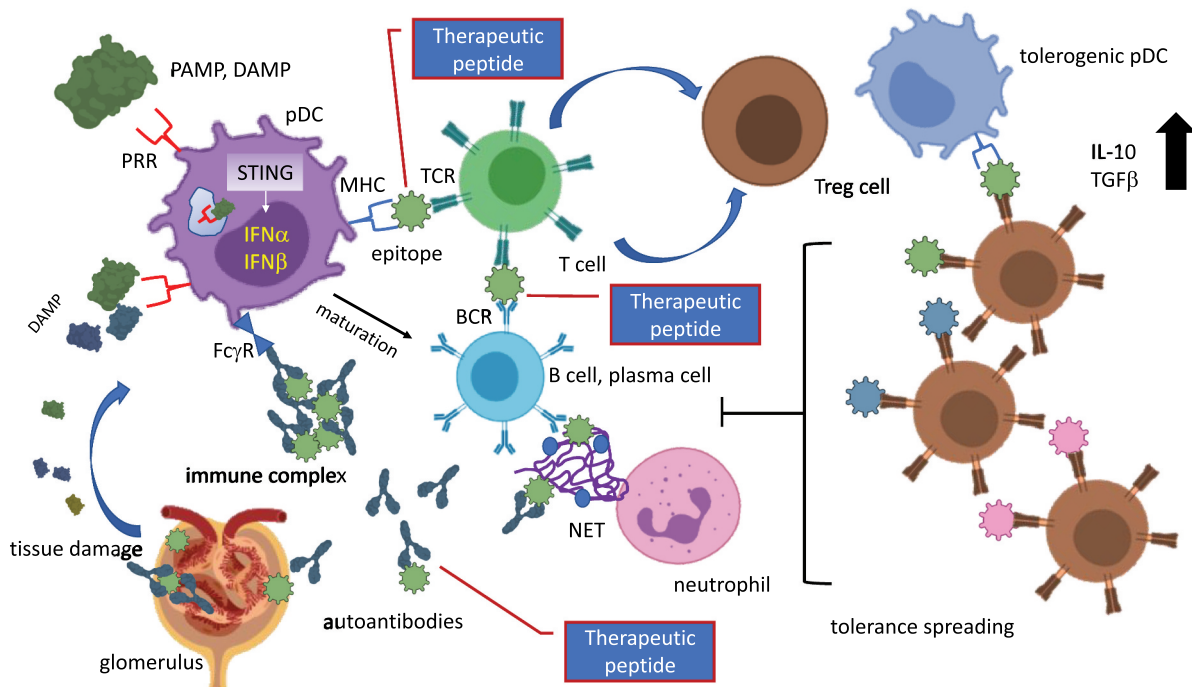 Therapeutic
peptide
PAMP, DAMP
pDC
PRR
STING
MHC
TCR
IFNα
IFNβ
epitope
T cell
Treg cell
tolerogenic pDC
IL-10
TGFβ
DAMP
FcγR
maturation
BCR
Therapeutic
peptide
B cell, plasma cell
immune complex
NET
tissue damage
neutrophil
autoantibodies
glomerulus
Therapeutic
peptide
tolerance spreading